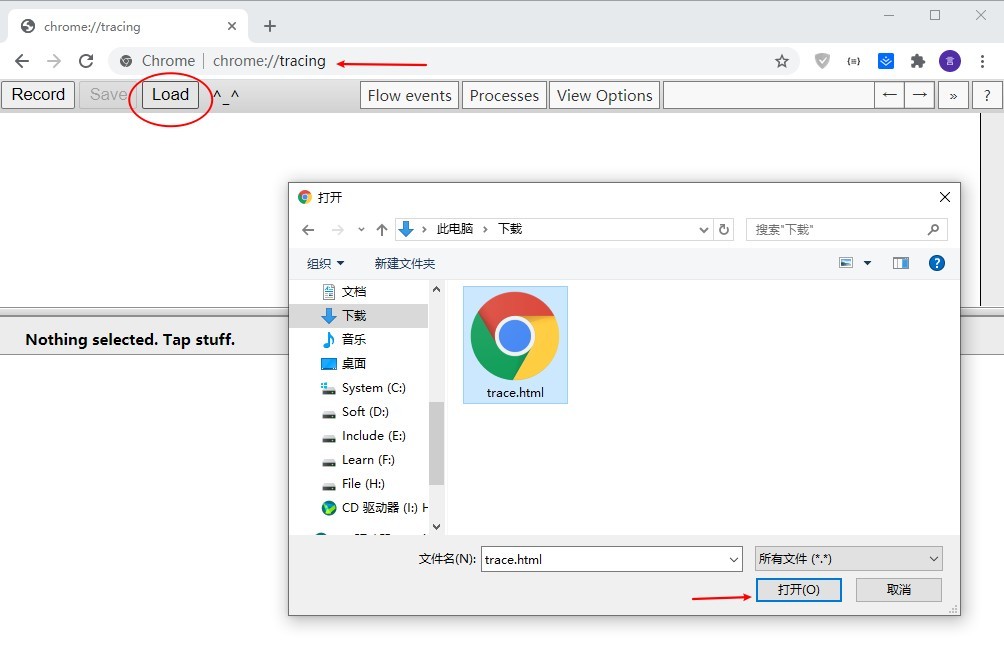 chrome://tracing
Chrome | chrome://tracing
Record Save Load ^_^ Flow events Processes View Options ← → » ?
打开
此电脑 下载 搜索"下载"
组织 新建文件夹
文档
下载
音乐
桌面
System (C:)
Soft (D:)
Include (E:)
Learn (F:)
File (H:)
CD 驱动器 (I:) H
trace.html
Nothing selected. Tap stuff.
文件名(N): trace.html 所有文件 (*.*)
打开(O) 取消